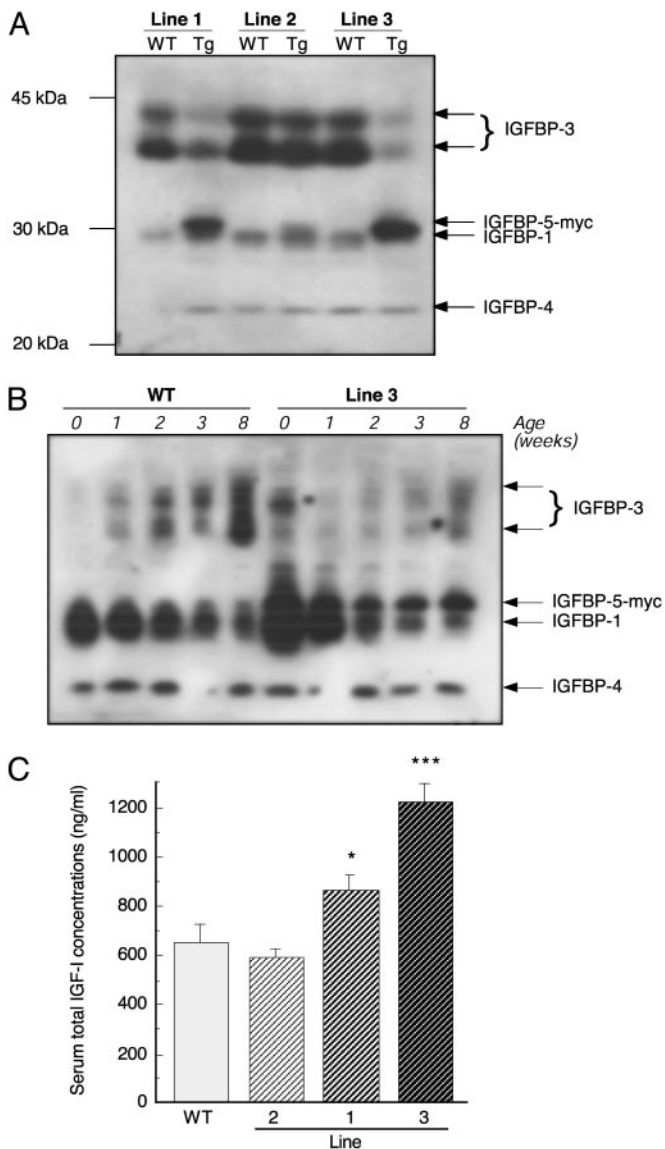 A
Line 1 Line 2 Line 3
WT Tg WT Tg WT Tg
45 kDa
IGFBP-3
IGFBP-5-myc
30 kDa
IGFBP-1
IGFBP-4
20 kDa
B
WT Line 3
0 1 2 3 8 0 1 2 3 8 Age
(weeks)
IGFBP-3
IGFBP-5-myc
IGFBP-1
IGFBP-4
C
Serum total IGF-I concentrations (ng/ml)
***
1200
1000
*
800
600
400
200
0
WT 2 1 3
Line